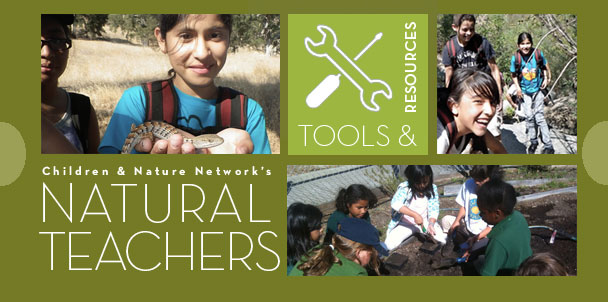 TOOLS &
RESOURCES
Children & Nature Network's
NATURAL
TEACHERS